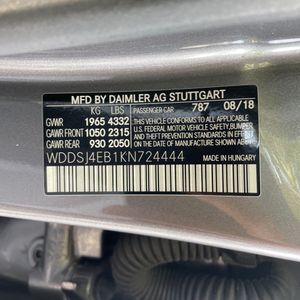 MFD BY DAIMLER AG STUTTGART
KG LBS PASSENGER CAR 787 08/18
GVWR 1965 4332
GAWR FRONT 1050 2315
GAWR REAR 930 2050
THIS VEHICLE CONFORMS TO ALL APPLICABLE
U.S. FEDERAL MOTOR VEHICLE SAFETY, BUMPER
AND THEFT PREVENTION STANDARDS IN EFFECT
ON THE DATE OF MANUFACTURE SHOWN ABOVE.
WDDSJ4EB1KN724444 MADE IN HUNGARY